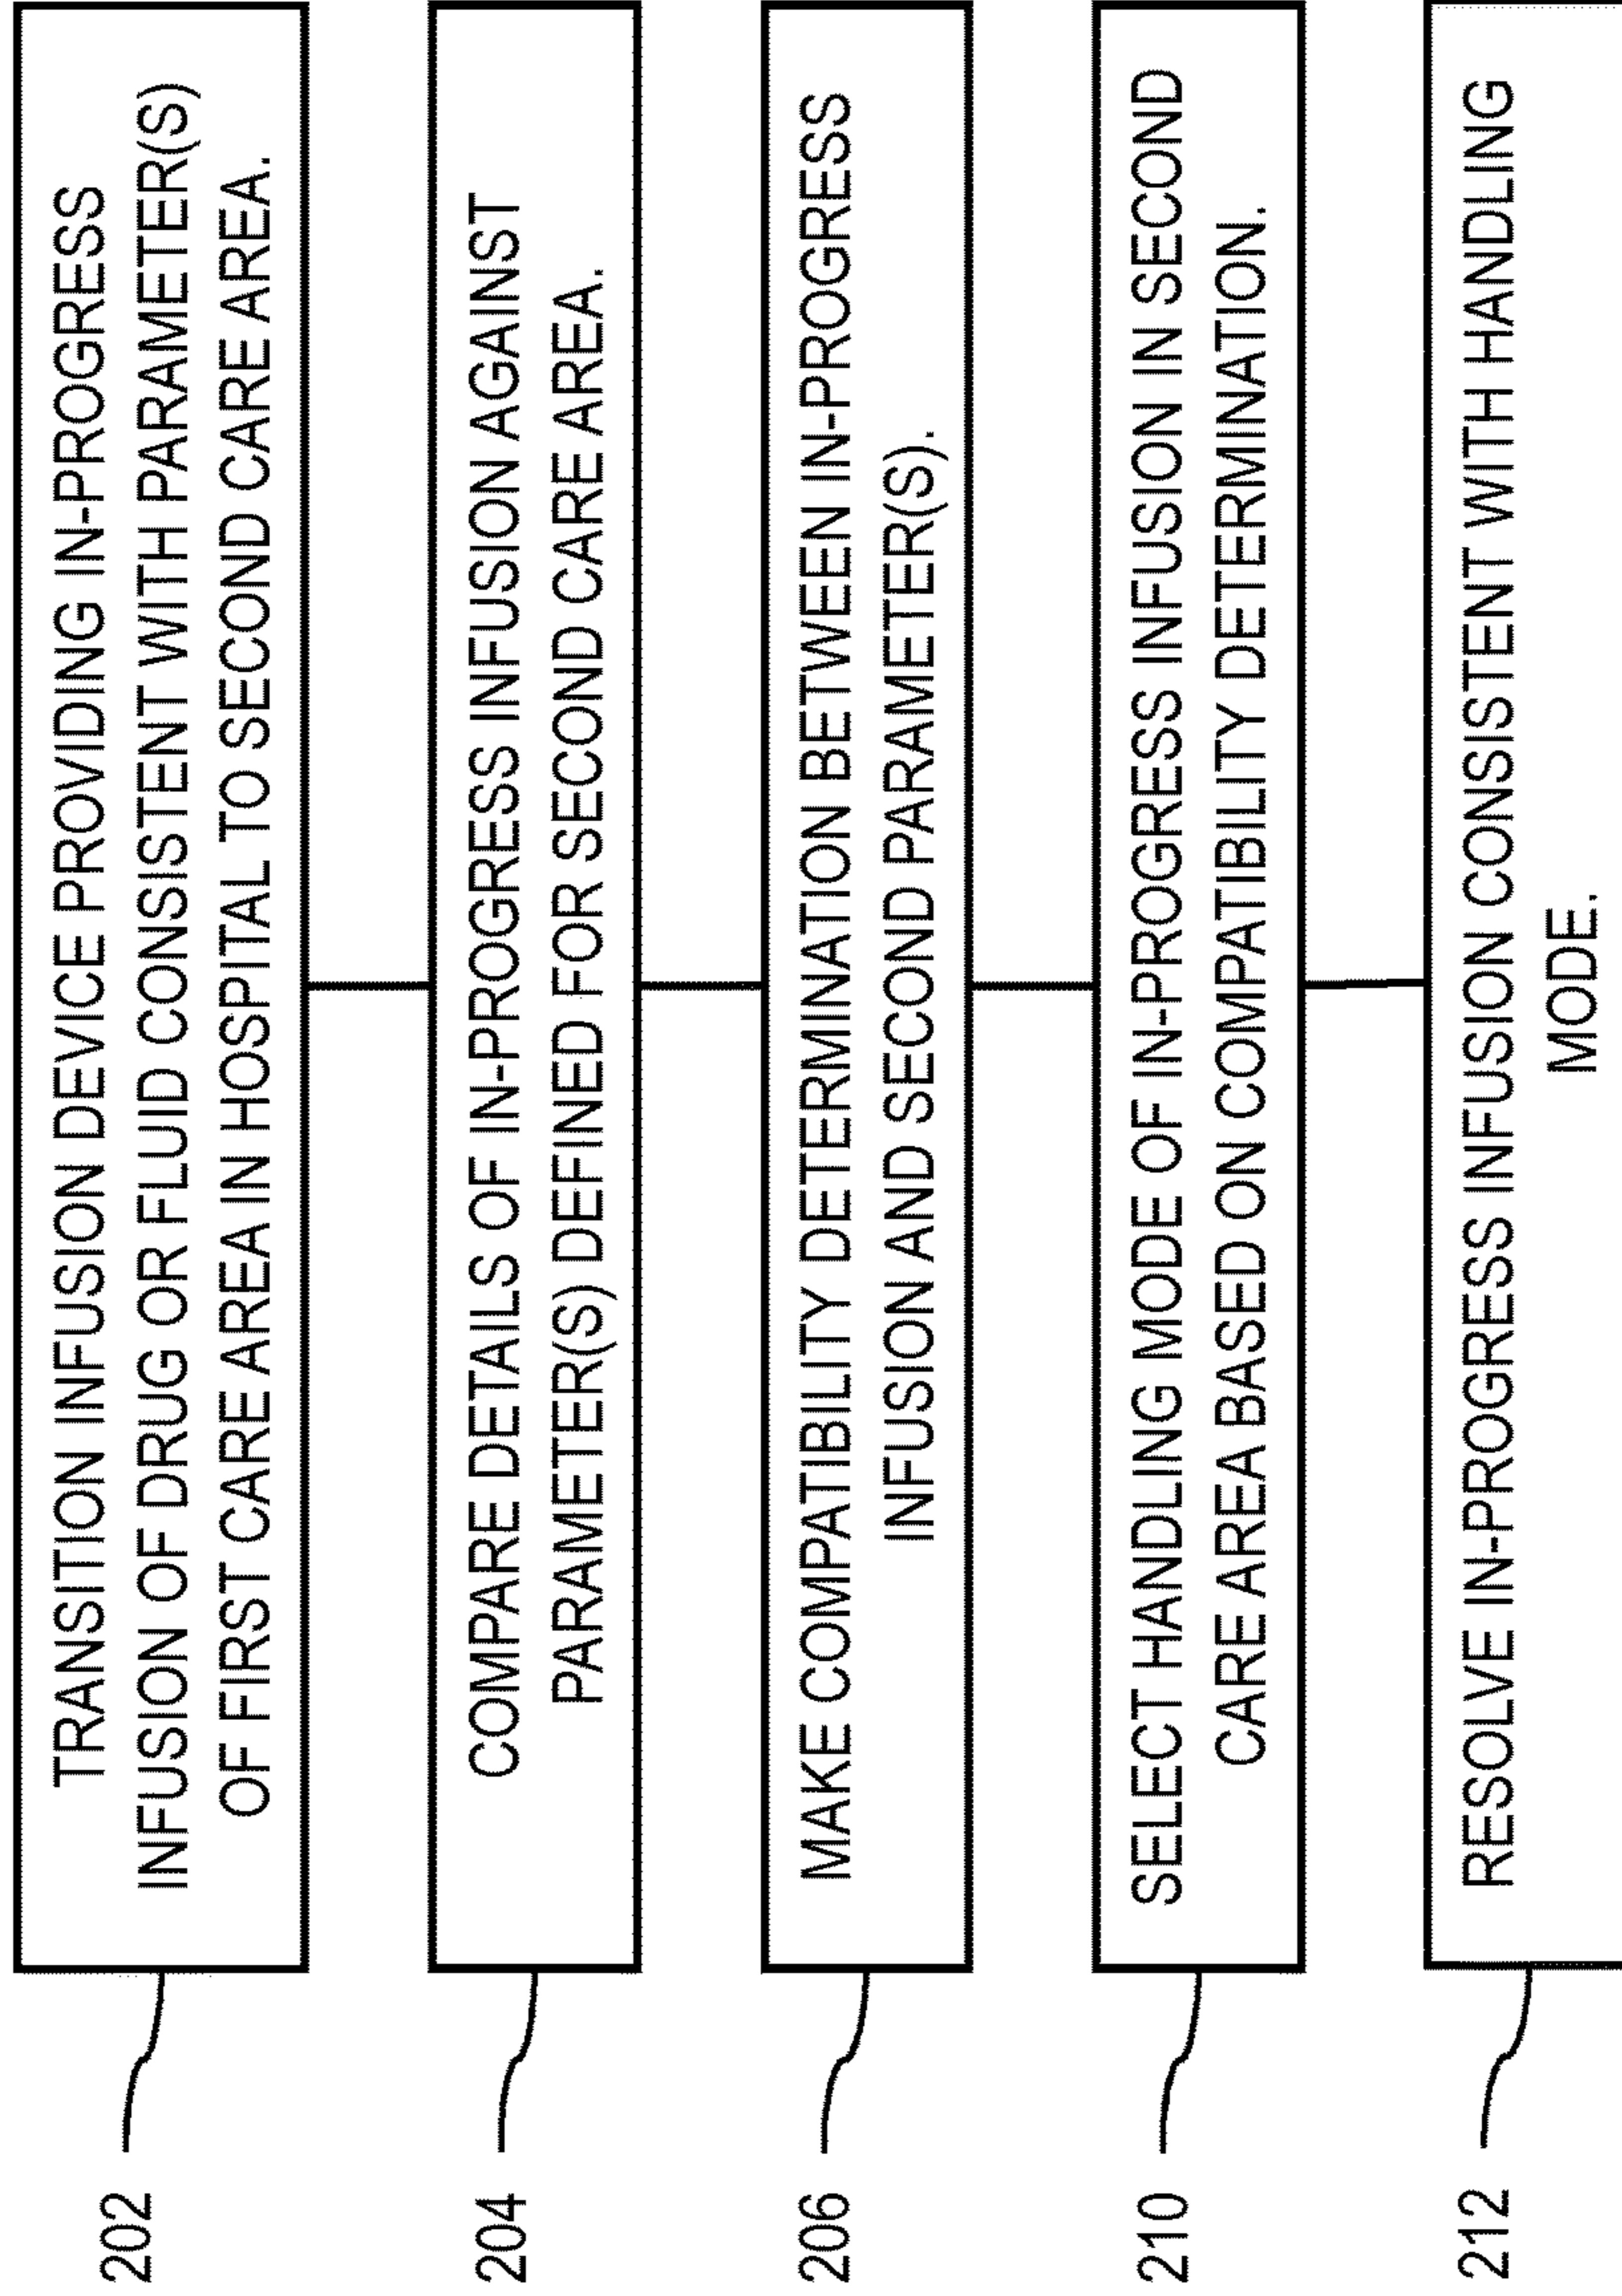 202
TRANSITION INFUSION DEVICE PROVIDING IN-PROGRESS
INFUSION OF DRUG OR FLUID CONSISTENT WITH PARAMETER(S)
OF FIRST CARE AREA IN HOSPITAL TO SECOND CARE AREA.
204
COMPARE DETAILS OF IN-PROGRESS INFUSION AGAINST
PARAMETER(S) DEFINED FOR SECOND CARE AREA.
206
MAKE COMPATIBILITY DETERMINATION BETWEEN IN-PROGRESS
INFUSION AND SECOND PARAMETER(S).
210
SELECT HANDLING MODE OF IN-PROGRESS INFUSION IN SECOND
CARE AREA BASED ON COMPATIBILITY DETERMINATION.
212
RESOLVE IN-PROGRESS INFUSION CONSISTENT WITH HANDLING
MODE.